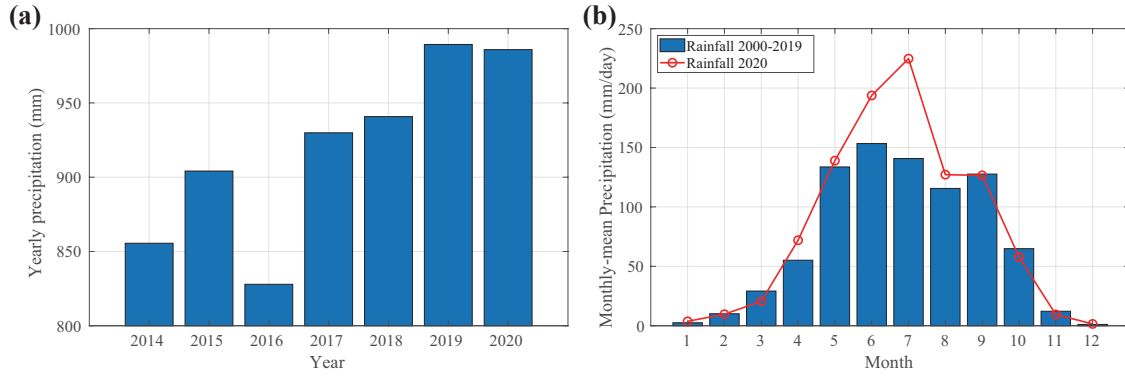 (a)
1000
950
900
850
800
Yearly precipitation (mm)
2014 2015 2016 2017 2018 2019 2020
Year
(b)
250
200
150
100
50
0
Monthly-mean Precipitation (mm/day)
Rainfall 2000-2019
Rainfall 2020
1 2 3 4 5 6 7 8 9 10 11 12
Month